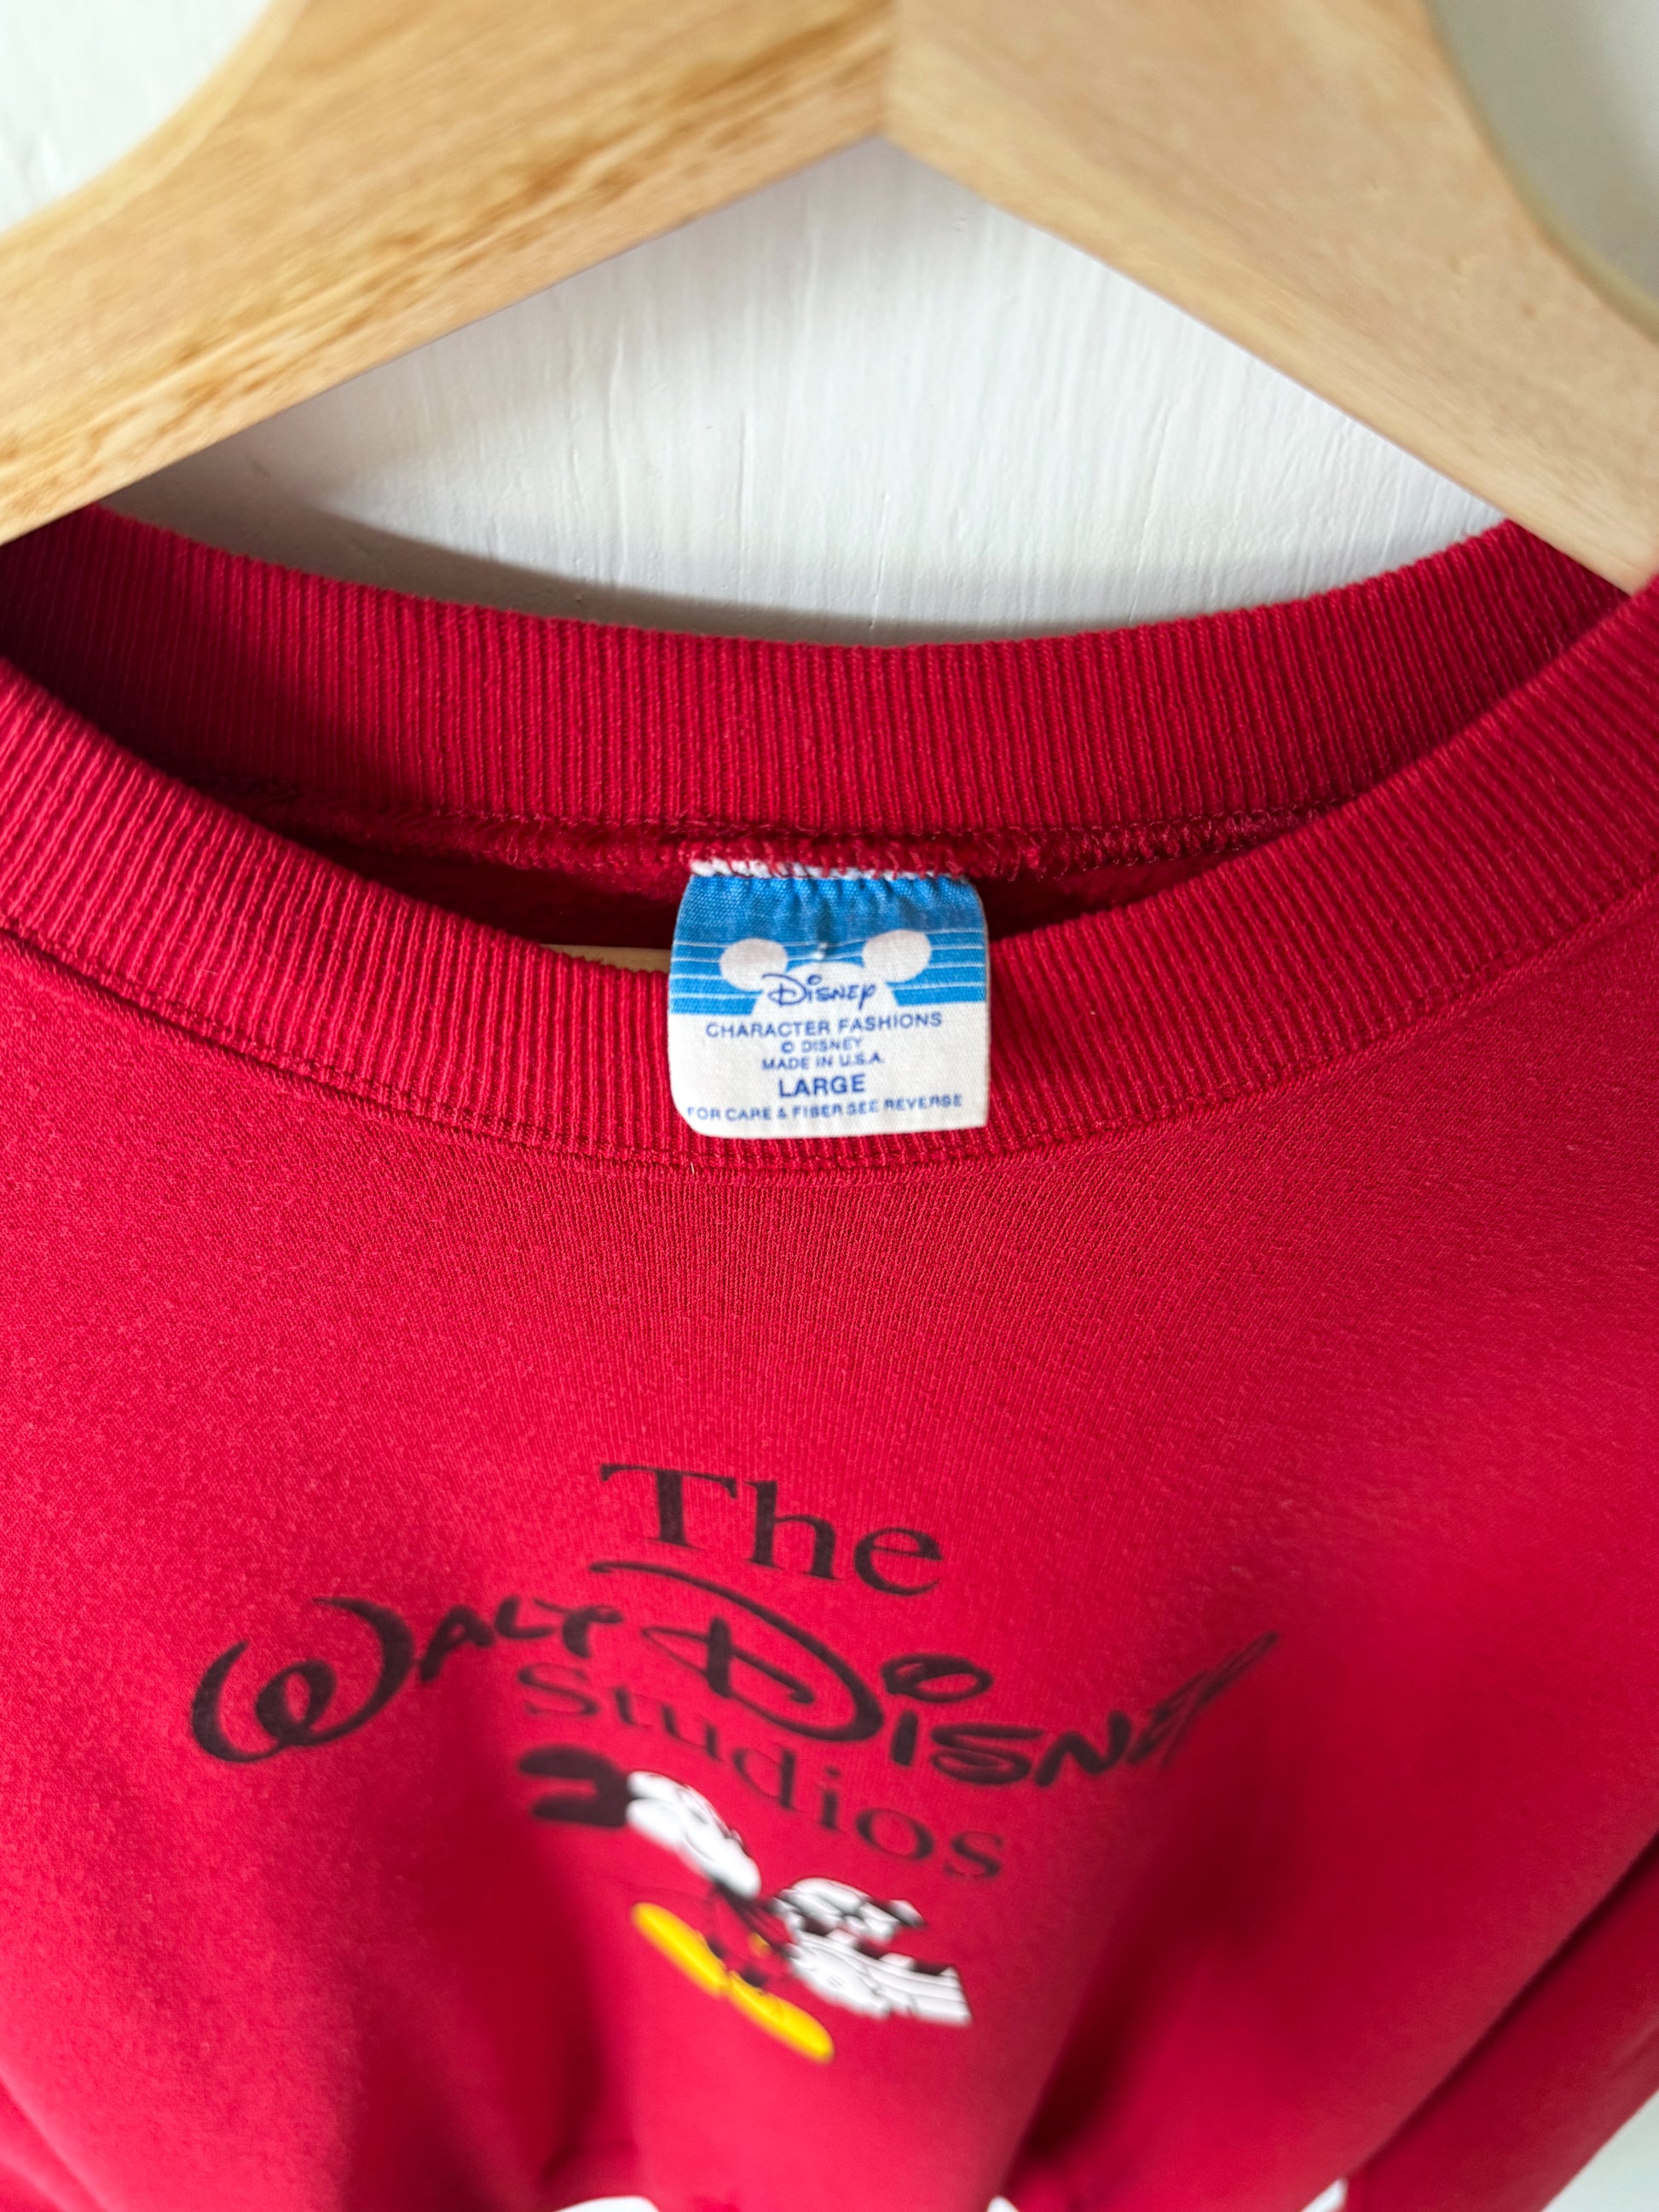 Disney
CHARACTER FASHIONS
© DISNEY
MADE IN U.S.A.
LARGE
FOR CARE & FIBER SEE REVERSE
The
WALT DISNEY
Studios